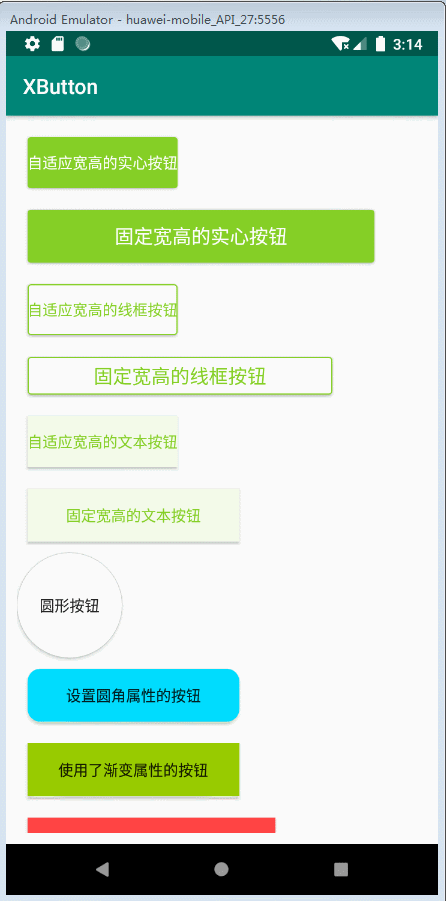 Android Emulator - huawei-mobile_API_27:5556
3:14
XButton
自适应宽高的实心按钮
固定宽高的实心按钮
自适应宽高的线框按钮
固定宽高的线框按钮
自适应宽高的文本按钮
固定宽高的文本按钮
圆形按钮
设置圆角属性的按钮
使用了渐变属性的按钮